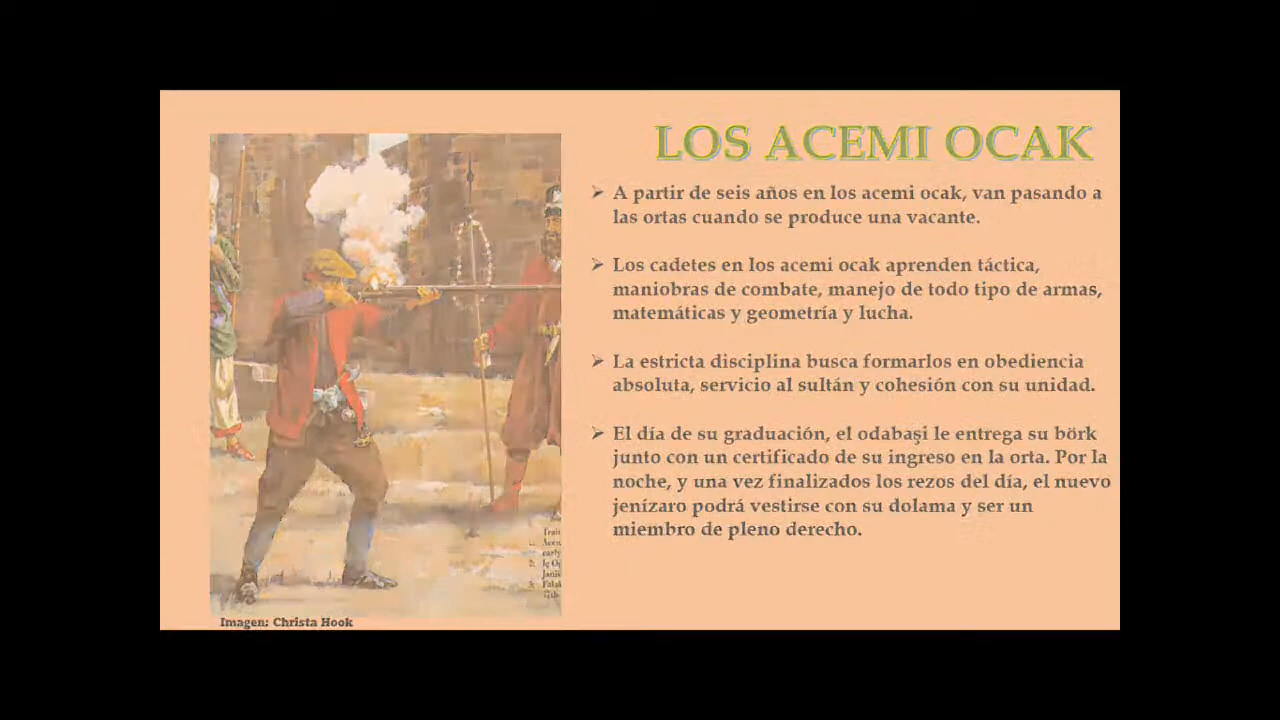 LOS ACEMI OCAK
➢ A partir de seis años en los acemi ocak, van pasando a
las ortas cuando se produce una vacante.
➢ Los cadetes en los acemi ocak aprenden táctica,
maniobras de combate, manejo de todo tipo de armas,
matemáticas y geometría y lucha.
➢ La estricta disciplina busca formarlos en obediencia
absoluta, servicio al sultán y cohesión con su unidad.
➢ El día de su graduación, el odabaşi le entrega su börk
junto con un certificado de su ingreso en la orta. Por la
noche, y una vez finalizados los rezos del día, el nuevo
jenízaro podrá vestirse con su dolama y ser un
miembro de pleno derecho.
Imagen: Christa Hook